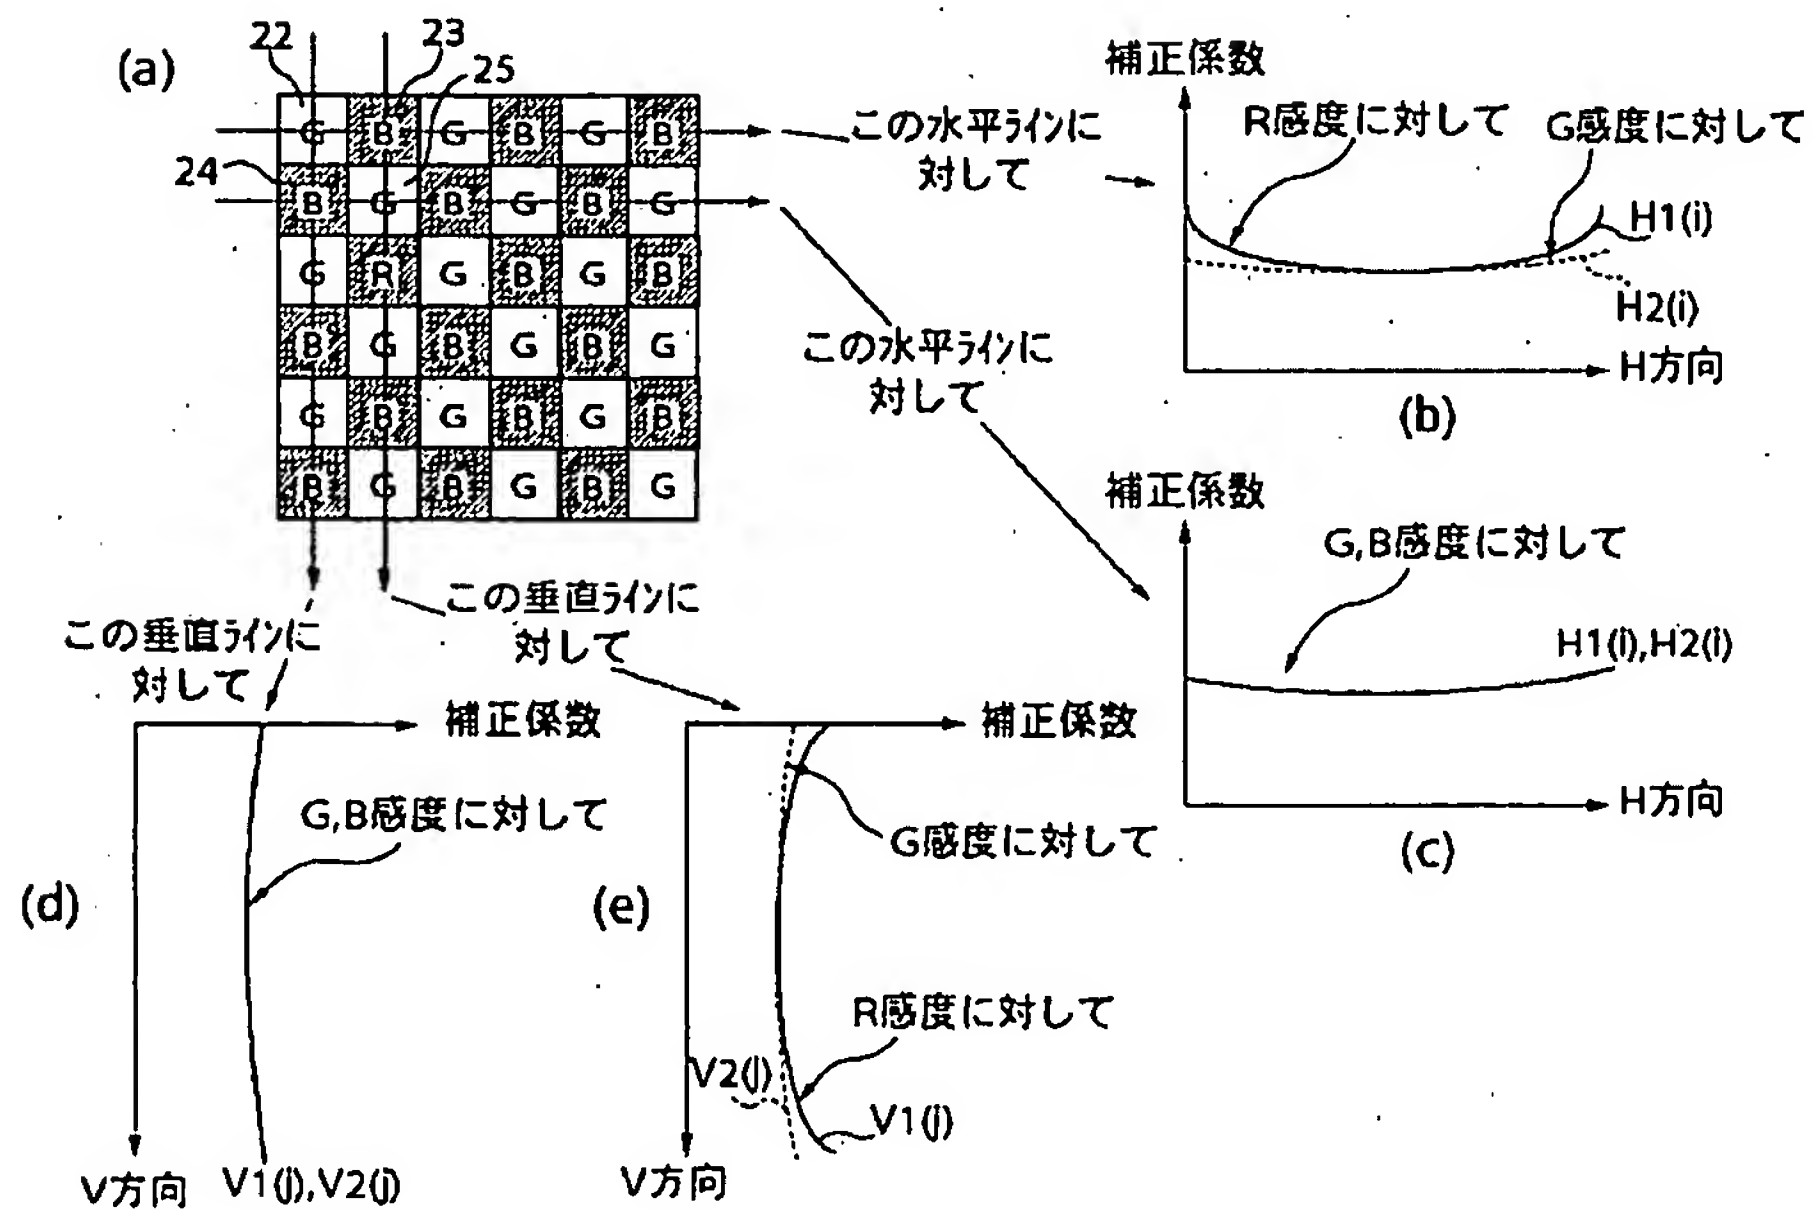 (a)
22
23
25
24
G B G B G B
B G B G B G
G R G B G B
B G B G B G
G B G B G B
B G B G B G
この水平ラインに
対して
この水平ラインに
対して
補正係数
R感度に対して
G感度に対して
H1(i)
H2(i)
H方向
(b)
補正係数
G,B感度に対して
H1(i),H2(i)
H方向
(c)
この垂直ラインに
対して
この垂直ラインに
対して
補正係数
G,B感度に対して
(d)
V方向
V1(j),V2(j)
補正係数
G感度に対して
(e)
R感度に対して
V2(j)
V1(j)
V方向